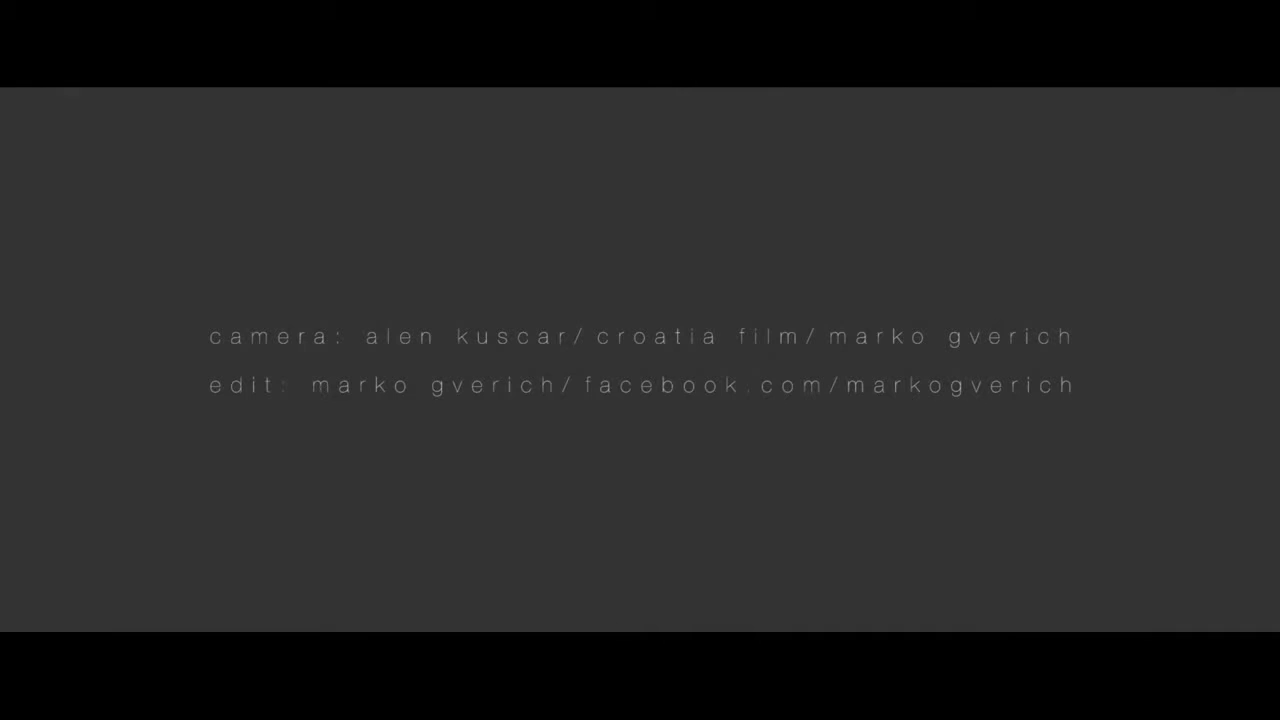 camera: alen kuscar/ croatia film/ marko gverich
edit: marko gverich/ facebook.com/markogverich